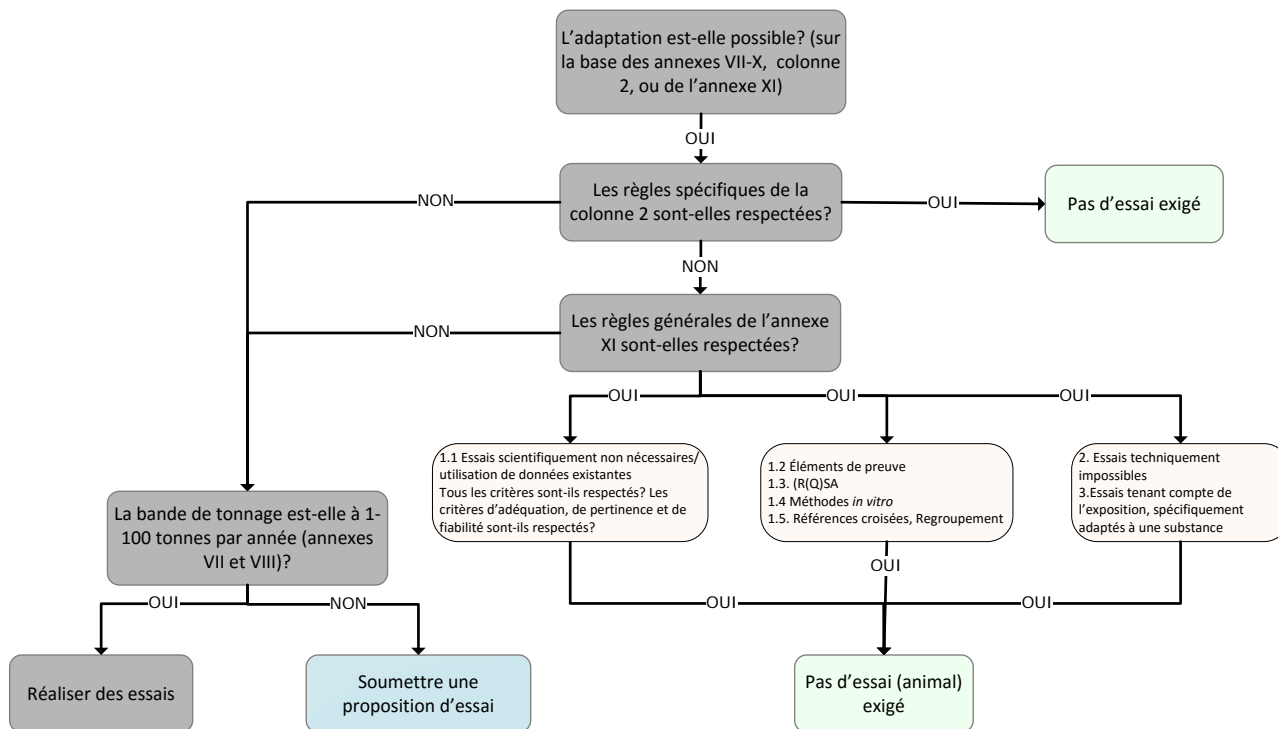 L’adaptation est-elle possible? (sur
la base des annexes VII-X, colonne
2, ou de l’annexe XI)
OUI
Les règles spécifiques de la
colonne 2 sont-elles respectées?
NON
OUI
Pas d’essai exigé
NON
Les règles générales de l’annexe
XI sont-elles respectées?
NON
OUI
OUI
OUI
1.1 Essais scientifiquement non nécessaires/
utilisation de données existantes
Tous les critères sont-ils respectés? Les
critères d’adéquation, de pertinence et de
fiabilité sont-ils respectés?
1.2 Éléments de preuve
1.3. (R(Q)SA
1.4 Méthodes in vitro
1.5. Références croisées, Regroupement
2. Essais techniquement
impossibles
3.Essais tenant compte de
l’exposition, spécifiquement
adaptés à une substance
La bande de tonnage est-elle à 1-
100 tonnes par année (annexes
VII et VIII)?
OUI
NON
OUI
OUI
OUI
Réaliser des essais
Soumettre une
proposition d’essai
Pas d’essai (animal)
exigé